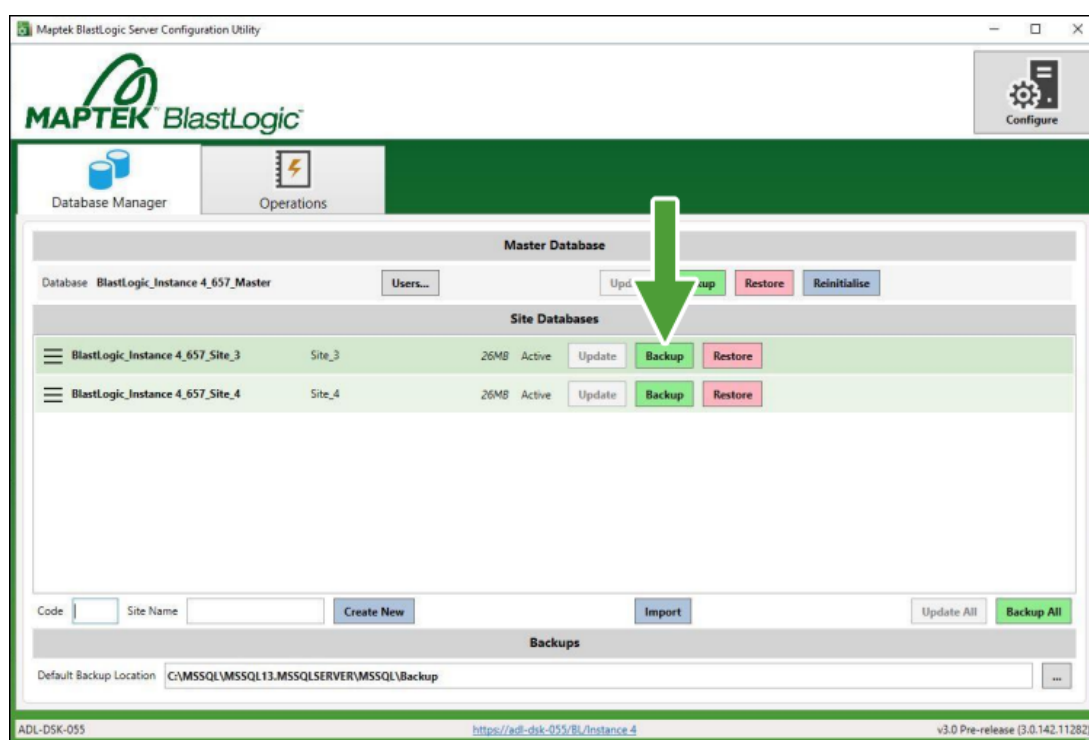 Maptek BlastLogic Server Configuration Utility
MAPTEK™ BlastLogic™
Configure
Database Manager
Operations
Master Database
Database BlastLogic_Instance 4_657_Master Users... Restore Reinitialise
Site Databases
BlastLogic_Instance 4_657_Site_3 Site_3 26MB Active Update Backup Restore
BlastLogic_Instance 4_657_Site_4 Site_4 26MB Active Update Backup Restore
Code Site Name Create New Import Update All Backup All
Backups
Default Backup Location C:\MSSQL\MSSQL13.MSSQLSERVER\MSSQL\Backup ...
ADL-DSK-055 https://adl-dsk-055/BL/Instance 4 v3.0 Pre-release (3.0.142.11282)